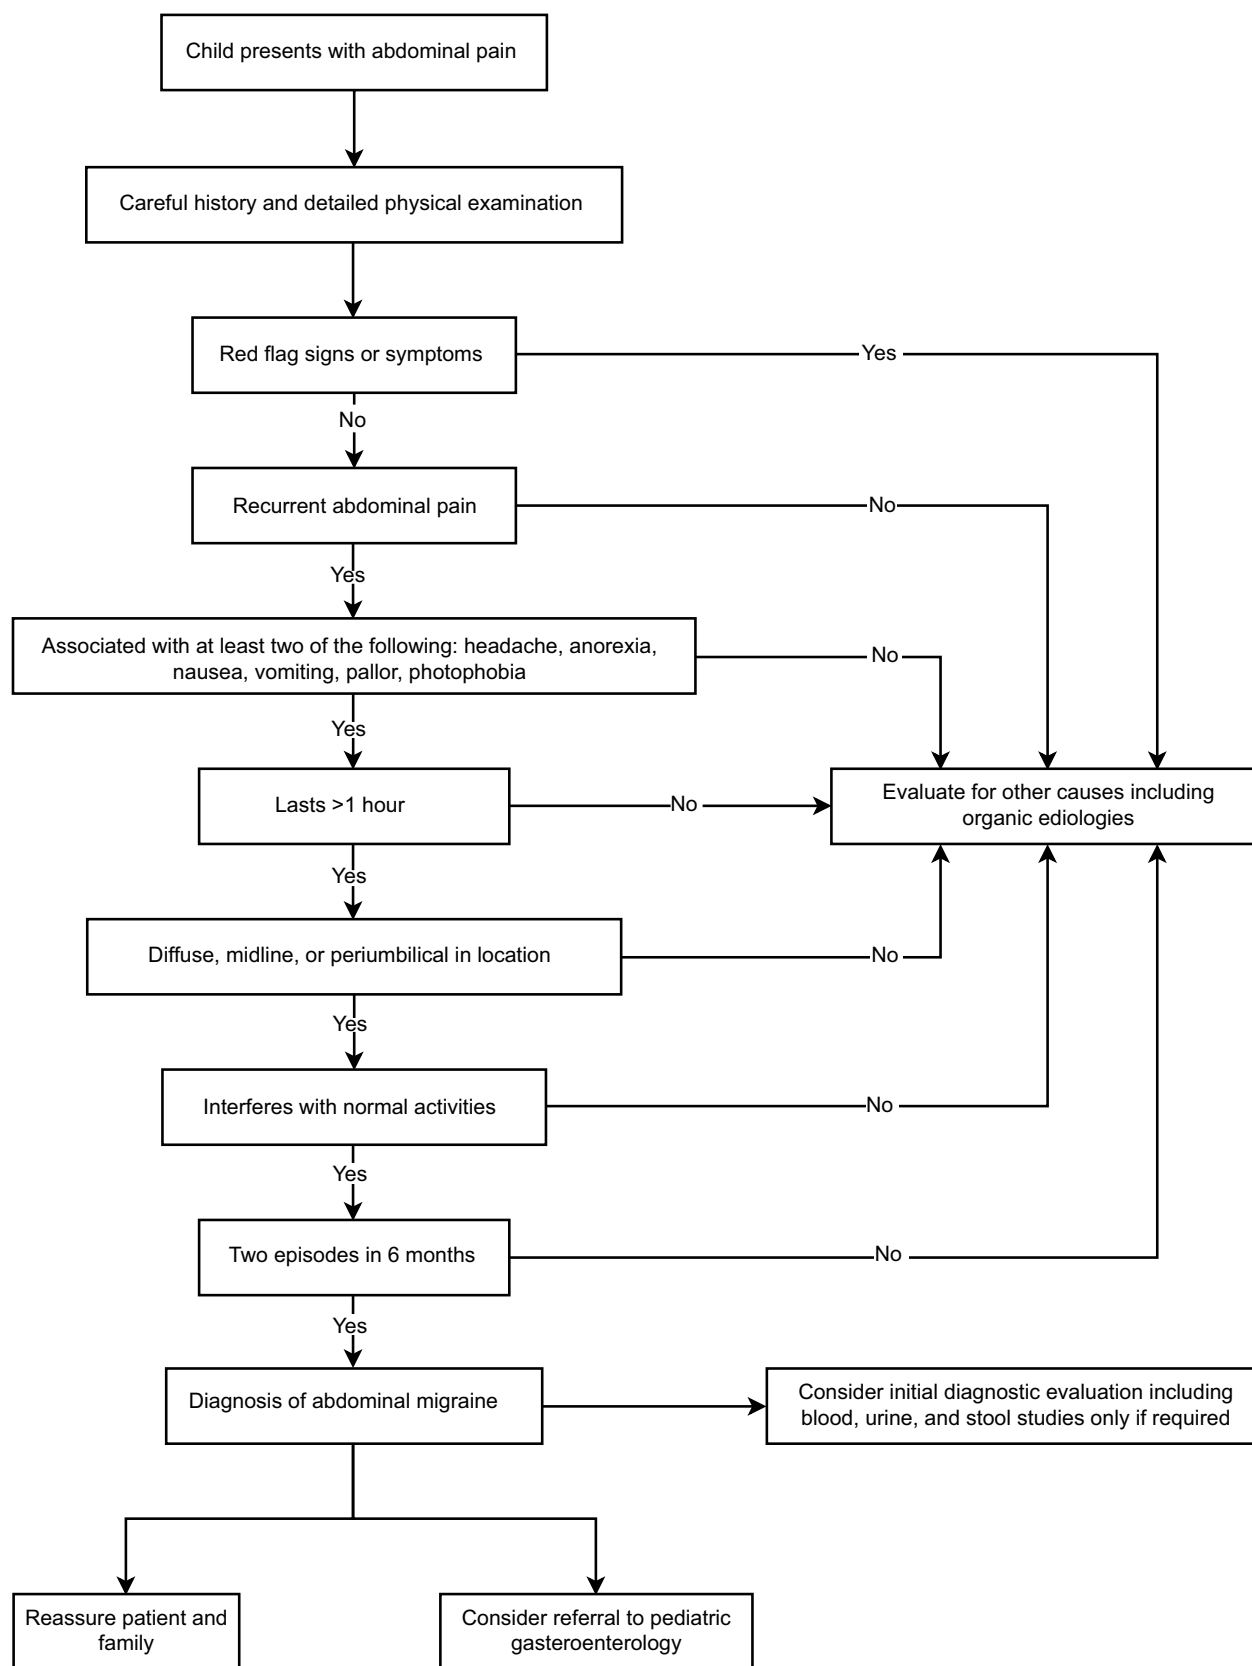 Child presents with abdominal pain
Careful history and detailed physical examination
Red flag signs or symptoms
Yes
No
Recurrent abdominal pain
No
Yes
Associated with at least two of the following: headache, anorexia,
nausea, vomiting, pallor, photophobia
No
Yes
Lasts >1 hour
No
Evaluate for other causes including
organic ediologies
Yes
Diffuse, midline, or periumbilical in location
No
Yes
Interferes with normal activities
No
Yes
Two episodes in 6 months
No
Yes
Diagnosis of abdominal migraine
Consider initial diagnostic evaluation including
blood, urine, and stool studies only if required
Reassure patient and
family
Consider referral to pediatric
gasteroenterology